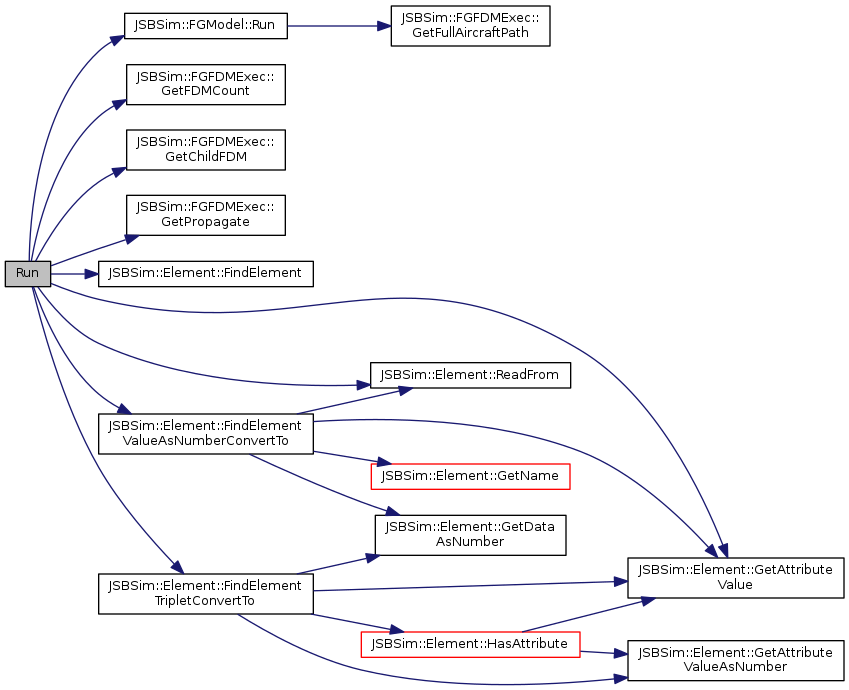 Run
JSBSim::FGModel::Run
JSBSim::FGFDMExec::
GetFullAircraftPath
JSBSim::FGFDMExec::
GetFDMCount
JSBSim::FGFDMExec::
GetChildFDM
JSBSim::FGFDMExec::
GetPropagate
JSBSim::Element::FindElement
JSBSim::Element::ReadFrom
JSBSim::Element::FindElement
ValueAsNumberConvertTo
JSBSim::Element::GetName
JSBSim::Element::GetData
AsNumber
JSBSim::Element::GetAttribute
Value
JSBSim::Element::FindElement
TripletConvertTo
JSBSim::Element::HasAttribute
JSBSim::Element::GetAttribute
ValueAsNumber